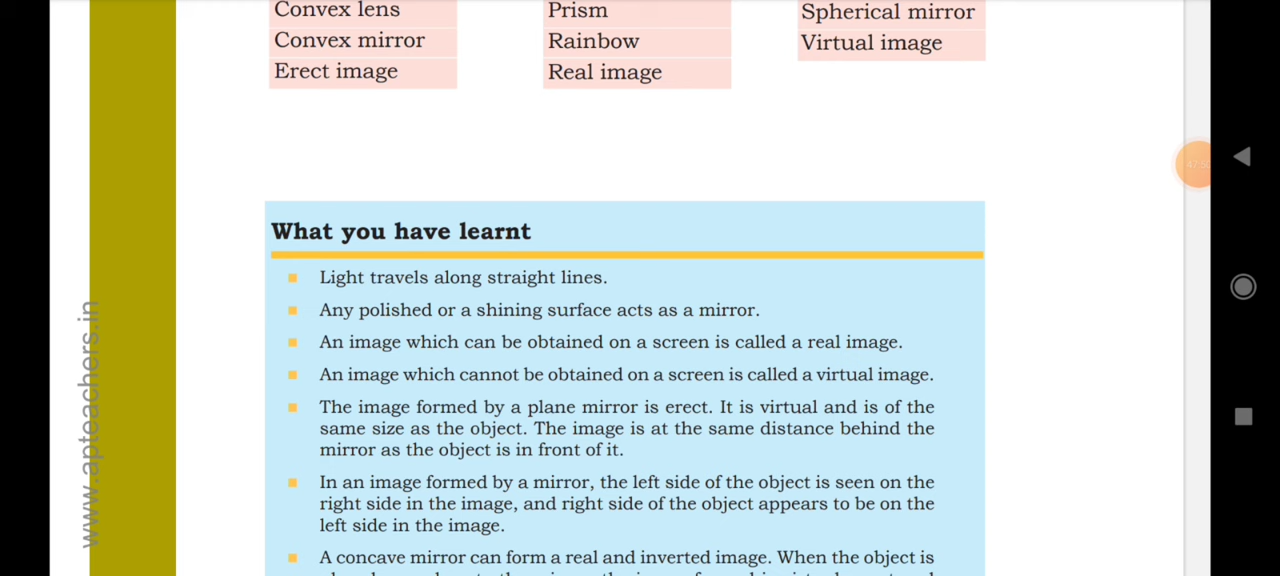 Convex lens
Convex mirror
Erect image
Prism
Rainbow
Real image
Spherical mirror
Virtual image
What you have learnt
Light travels along straight lines.
Any polished or a shining surface acts as a mirror.
An image which can be obtained on a screen is called a real image.
An image which cannot be obtained on a screen is called a virtual image.
The image formed by a plane mirror is erect. It is virtual and is of the
same size as the object. The image is at the same distance behind the
mirror as the object is in front of it.
In an image formed by a mirror, the left side of the object is seen on the
right side in the image, and right side of the object appears to be on the
left side in the image.
A concave mirror can form a real and inverted image. When the object is
www.apteachers.in